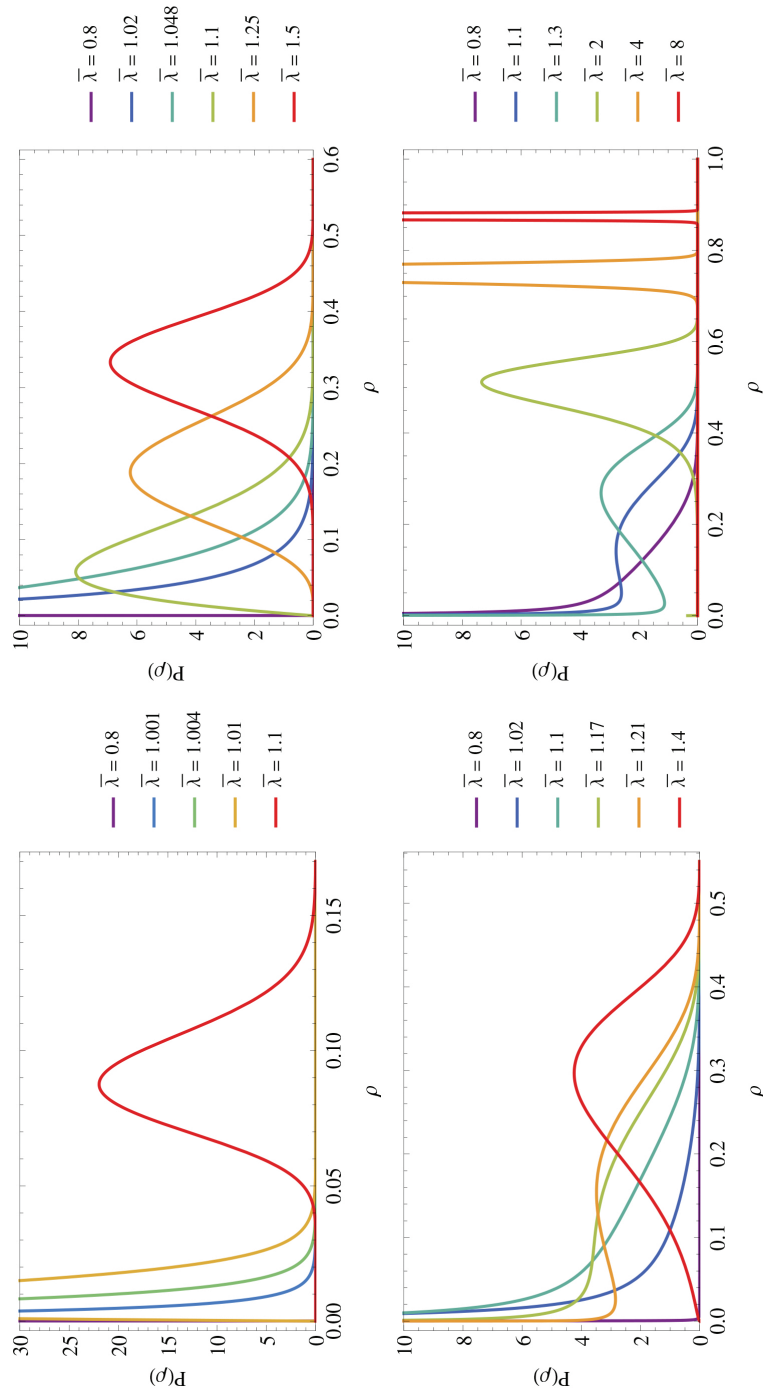 P(ρ)
10
8
6
4
2
0
0.0 0.1 0.2 0.3 0.4 0.5
ρ
λ̅ = 0.8
λ̅ = 1.02
λ̅ = 1.1
λ̅ = 1.17
λ̅ = 1.21
λ̅ = 1.4
P(ρ)
30
25
20
15
10
5
0
0.00 0.05 0.10 0.15
ρ
λ̅ = 0.8
λ̅ = 1.001
λ̅ = 1.004
λ̅ = 1.01
λ̅ = 1.1
P(ρ)
10
8
6
4
2
0
0.0 0.2 0.4 0.6 0.8 1.0
ρ
λ̅ = 0.8
λ̅ = 1.1
λ̅ = 1.3
λ̅ = 2
λ̅ = 4
λ̅ = 8
P(ρ)
10
8
6
4
2
0
0.0 0.1 0.2 0.3 0.4 0.5 0.6
ρ
λ̅ = 0.8
λ̅ = 1.02
λ̅ = 1.048
λ̅ = 1.1
λ̅ = 1.25
λ̅ = 1.5